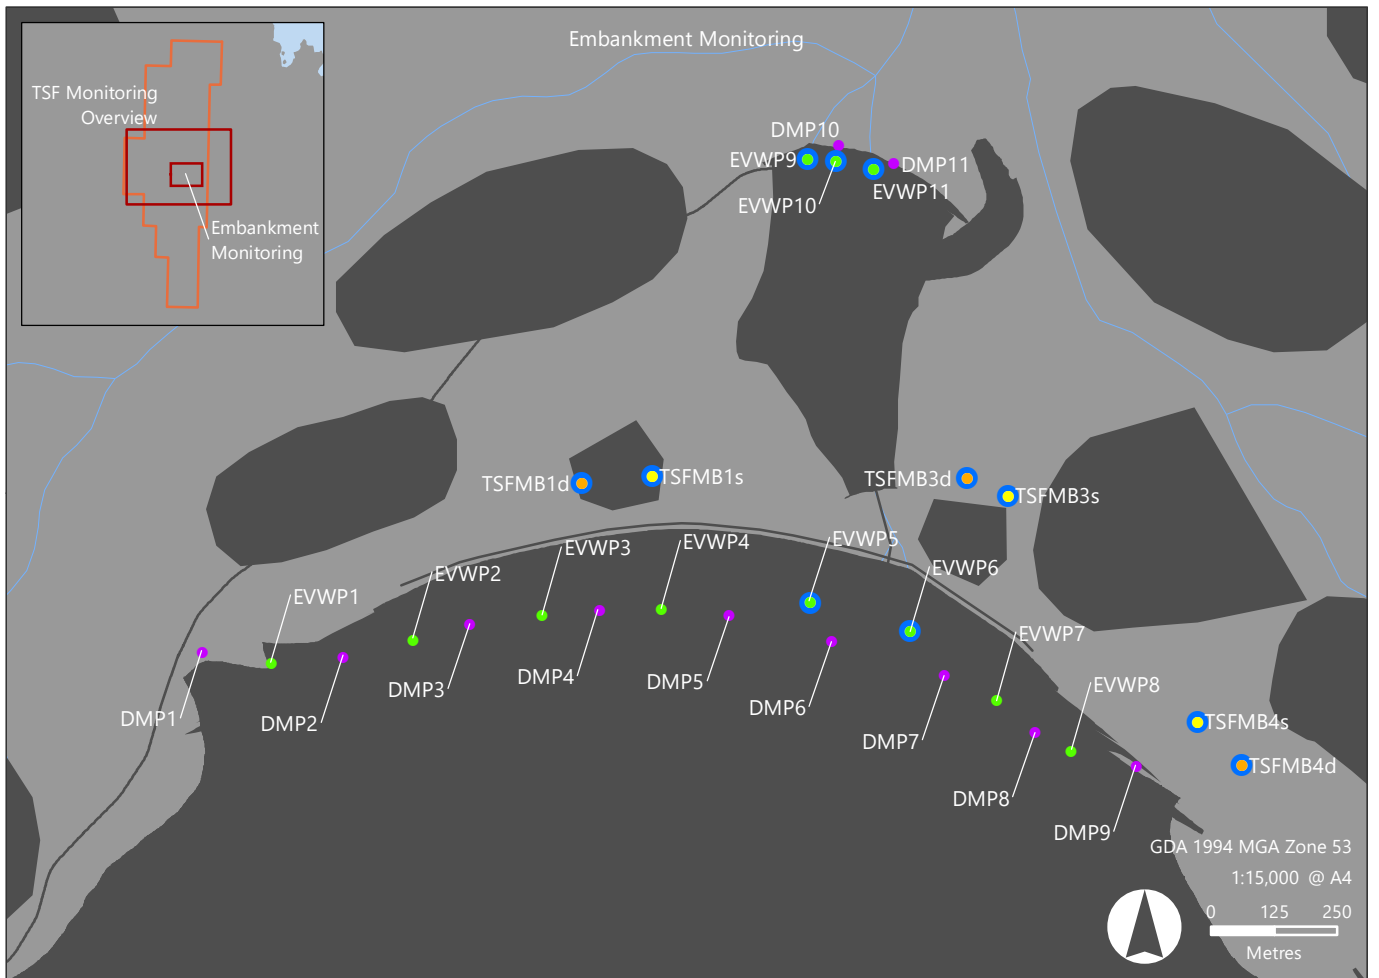 Embankment Monitoring
TSF Monitoring
Overview
Embankment
Monitoring
DMP10
EVWP9
DMP11
EVWP11
EVWP10
TSFMB1d
TSFMB1s
TSFMB3d
TSFMB3s
EVWP1
EVWP2
EVWP3
EVWP4
EVWP5
EVWP6
EVWP7
EVWP8
DMP1
DMP2
DMP3
DMP4
DMP5
DMP6
DMP7
DMP8
DMP9
TSFMB4s
TSFMB4d
GDA 1994 MGA Zone 53
1:15,000 @ A4
0 125 250
Metres